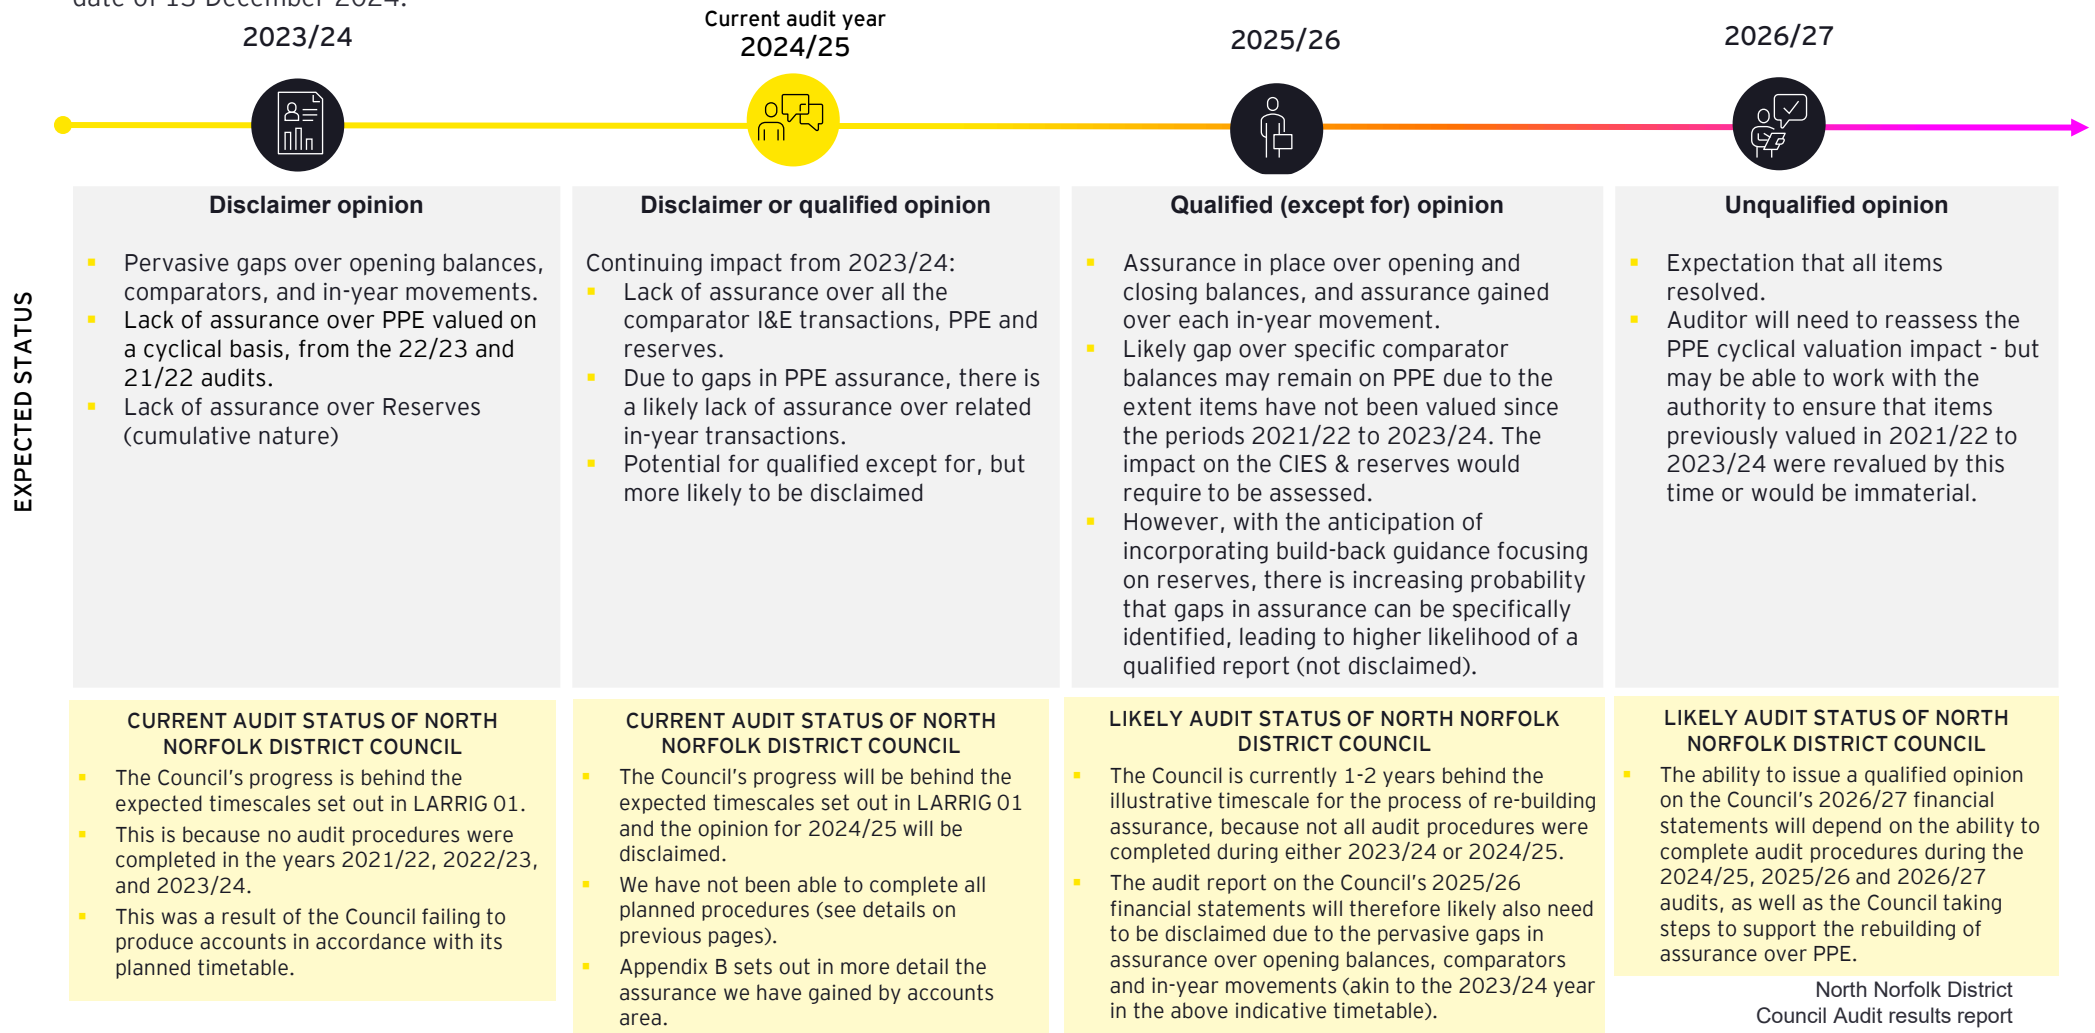 date of 13 December 2024.
2023/24
Current audit year
2024/25
2025/26
2026/27
EXPECTED STATUS
Disclaimer opinion
▪ Pervasive gaps over opening balances,
comparators, and in-year movements.
▪ Lack of assurance over PPE valued on
a cyclical basis, from the 22/23 and
21/22 audits.
▪ Lack of assurance over Reserves
(cumulative nature)
Disclaimer or qualified opinion
Continuing impact from 2023/24:
▪ Lack of assurance over all the
comparator I&E transactions, PPE and
reserves.
▪ Due to gaps in PPE assurance, there is
a likely lack of assurance over related
in-year transactions.
▪ Potential for qualified except for, but
more likely to be disclaimed
Qualified (except for) opinion
▪ Assurance in place over opening and
closing balances, and assurance gained
over each in-year movement.
▪ Likely gap over specific comparator
balances may remain on PPE due to the
extent items have not been valued since
the periods 2021/22 to 2023/24. The
impact on the CIES & reserves would
require to be assessed.
▪ However, with the anticipation of
incorporating build-back guidance focusing
on reserves, there is increasing probability
that gaps in assurance can be specifically
identified, leading to higher likelihood of a
qualified report (not disclaimed).
Unqualified opinion
▪ Expectation that all items
resolved.
▪ Auditor will need to reassess the
PPE cyclical valuation impact - but
may be able to work with the
authority to ensure that items
previously valued in 2021/22 to
2023/24 were revalued by this
time or would be immaterial.
CURRENT AUDIT STATUS OF NORTH
NORFOLK DISTRICT COUNCIL
▪ The Council's progress is behind the
expected timescales set out in LARRIG 01.
▪ This is because no audit procedures were
completed in the years 2021/22, 2022/23,
and 2023/24.
▪ This was a result of the Council failing to
produce accounts in accordance with its
planned timetable.
CURRENT AUDIT STATUS OF NORTH
NORFOLK DISTRICT COUNCIL
▪ The Council's progress will be behind the
expected timescales set out in LARRIG 01
and the opinion for 2024/25 will be
disclaimed.
▪ We have not been able to complete all
planned procedures (see details on
previous pages).
▪ Appendix B sets out in more detail the
assurance we have gained by accounts
area.
LIKELY AUDIT STATUS OF NORTH NORFOLK
DISTRICT COUNCIL
▪ The Council is currently 1-2 years behind the
illustrative timescale for the process of re-building
assurance, because not all audit procedures were
completed during either 2023/24 or 2024/25.
▪ The audit report on the Council's 2025/26
financial statements will therefore likely also need
to be disclaimed due to the pervasive gaps in
assurance over opening balances, comparators
and in-year movements (akin to the 2023/24 year
in the above indicative timetable).
LIKELY AUDIT STATUS OF NORTH
NORFOLK DISTRICT COUNCIL
▪ The ability to issue a qualified opinion
on the Council's 2026/27 financial
statements will depend on the ability to
complete audit procedures during the
2024/25, 2025/26 and 2026/27
audits, as well as the Council taking
steps to support the rebuilding of
assurance over PPE.
North Norfolk District
Council Audit results report